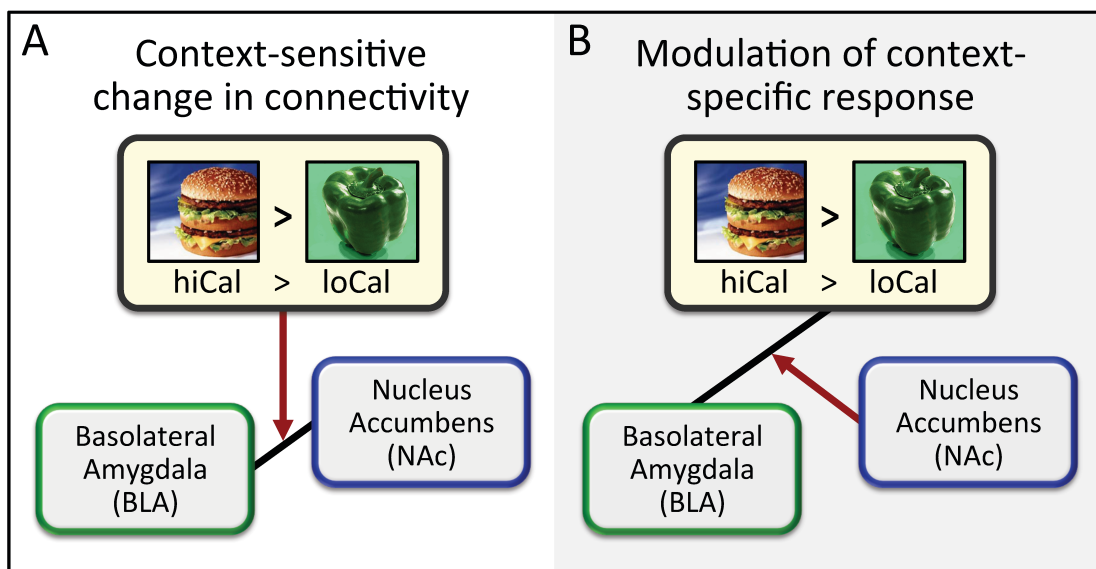 A
Context-sensitive
change in connectivity
>
hiCal > loCal
Nucleus
Accumbens
(NAc)
Basolateral
Amygdala
(BLA)
B
Modulation of context-
specific response
>
hiCal > loCal
Nucleus
Accumbens
(NAc)
Basolateral
Amygdala
(BLA)